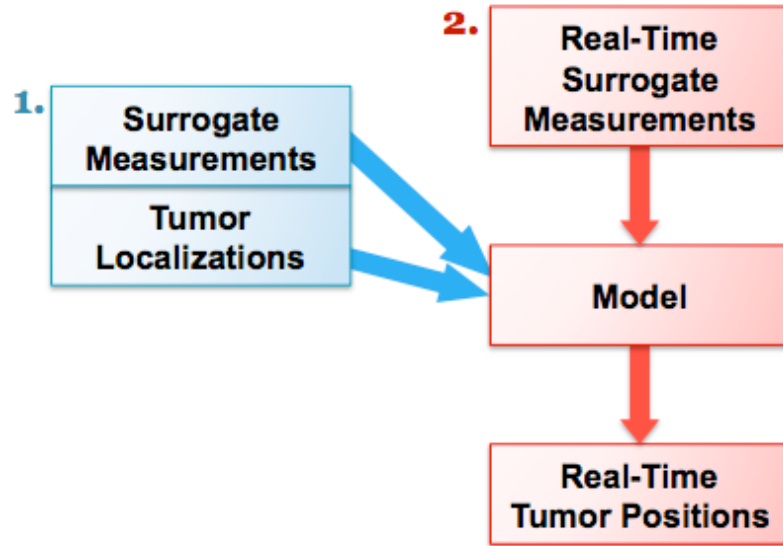 1.
Surrogate
Measurements
Tumor
Localizations
2.
Real-Time
Surrogate
Measurements
Model
Real-Time
Tumor Positions